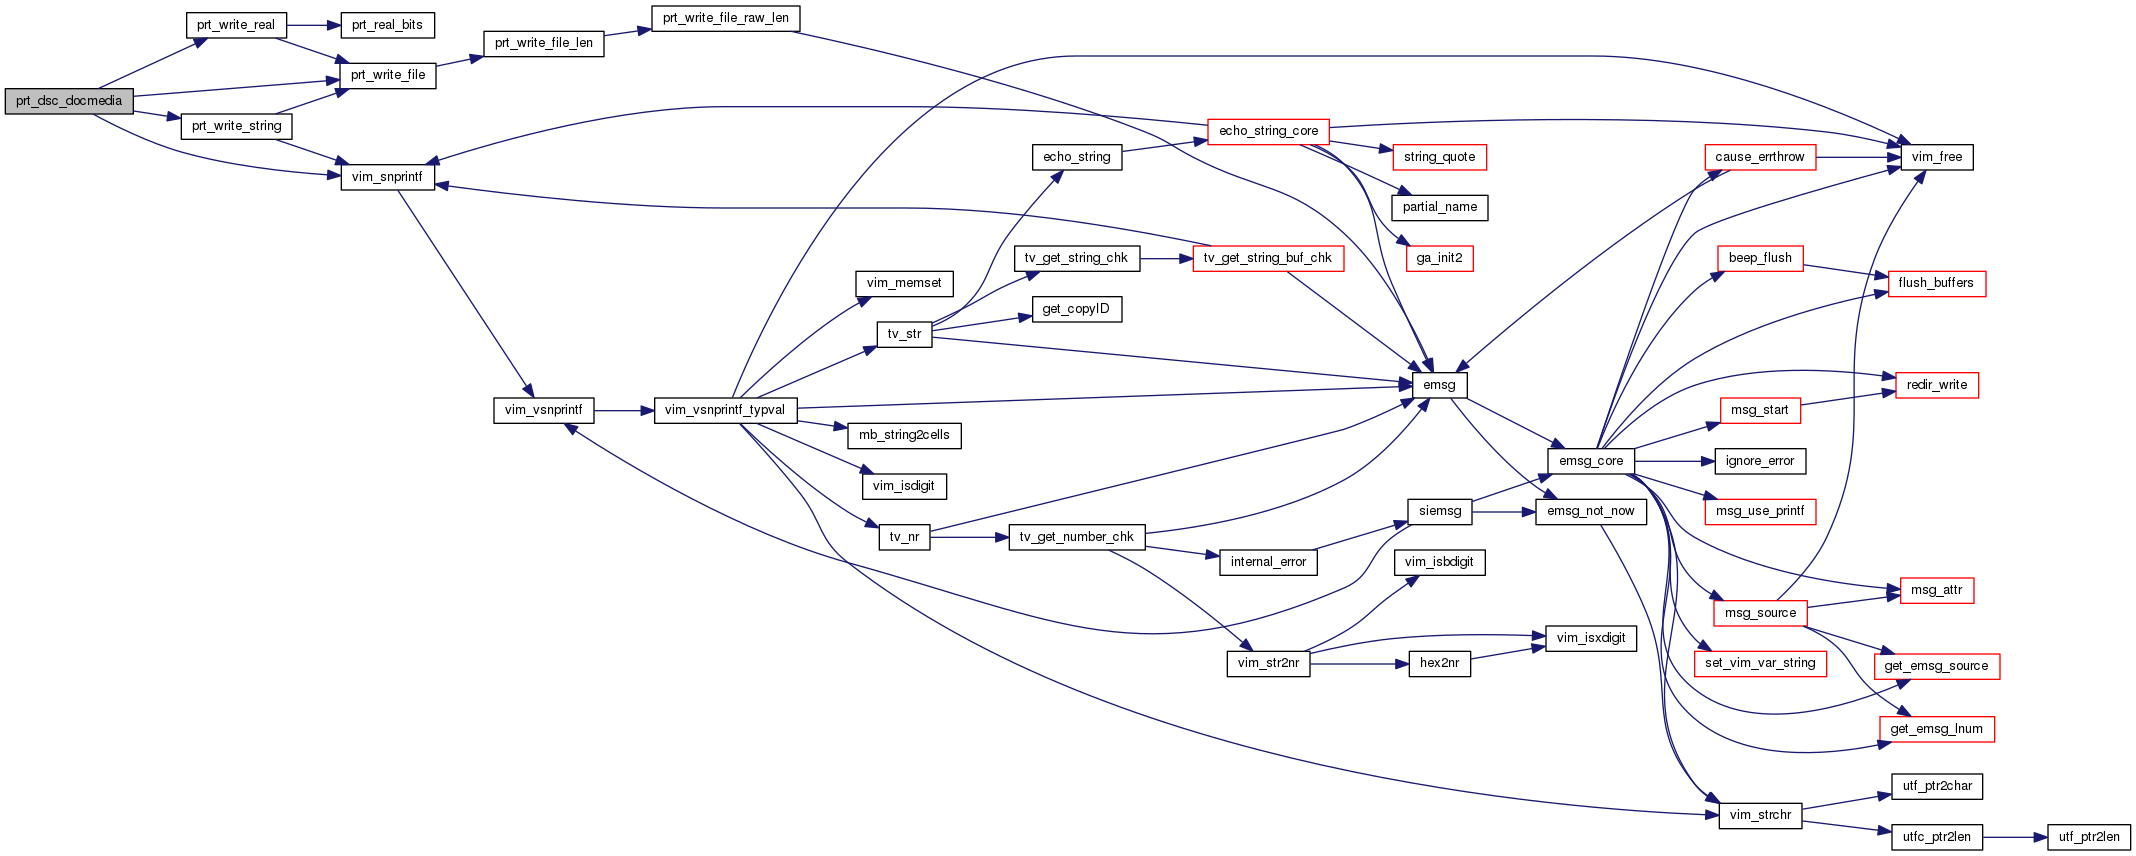 prt_dsc_docmedia
prt_write_real
prt_real_bits
prt_write_file
prt_write_file_len
prt_write_file_raw_len
prt_write_string
vim_snprintf
vim_vsnprintf
vim_vsnprintf_typval
vim_memset
tv_str
echo_string
echo_string_core
string_quote
partial_name
ga_init2
tv_get_string_chk
tv_get_string_buf_chk
get_copyID
mb_string2cells
vim_isdigit
tv_nr
tv_get_number_chk
internal_error
siemsg
vim_str2nr
vim_isbdigit
hex2nr
vim_isxdigit
emsg
emsg_core
emsg_not_now
cause_errthrow
vim_free
beep_flush
flush_buffers
redir_write
msg_start
ignore_error
msg_use_printf
msg_attr
msg_source
set_vim_var_string
get_emsg_source
get_emsg_lnum
vim_strchr
utf_ptr2char
utfc_ptr2len
utf_ptr2len